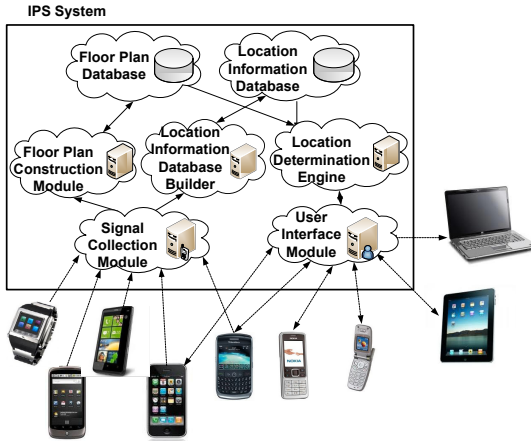 IPS System
Floor Plan
Database
Location
Information
Database
Floor Plan
Construction
Module
Location
Information
Database
Builder
Location
Determination
Engine
Signal
Collection
Module
User
Interface
Module
NOKIA